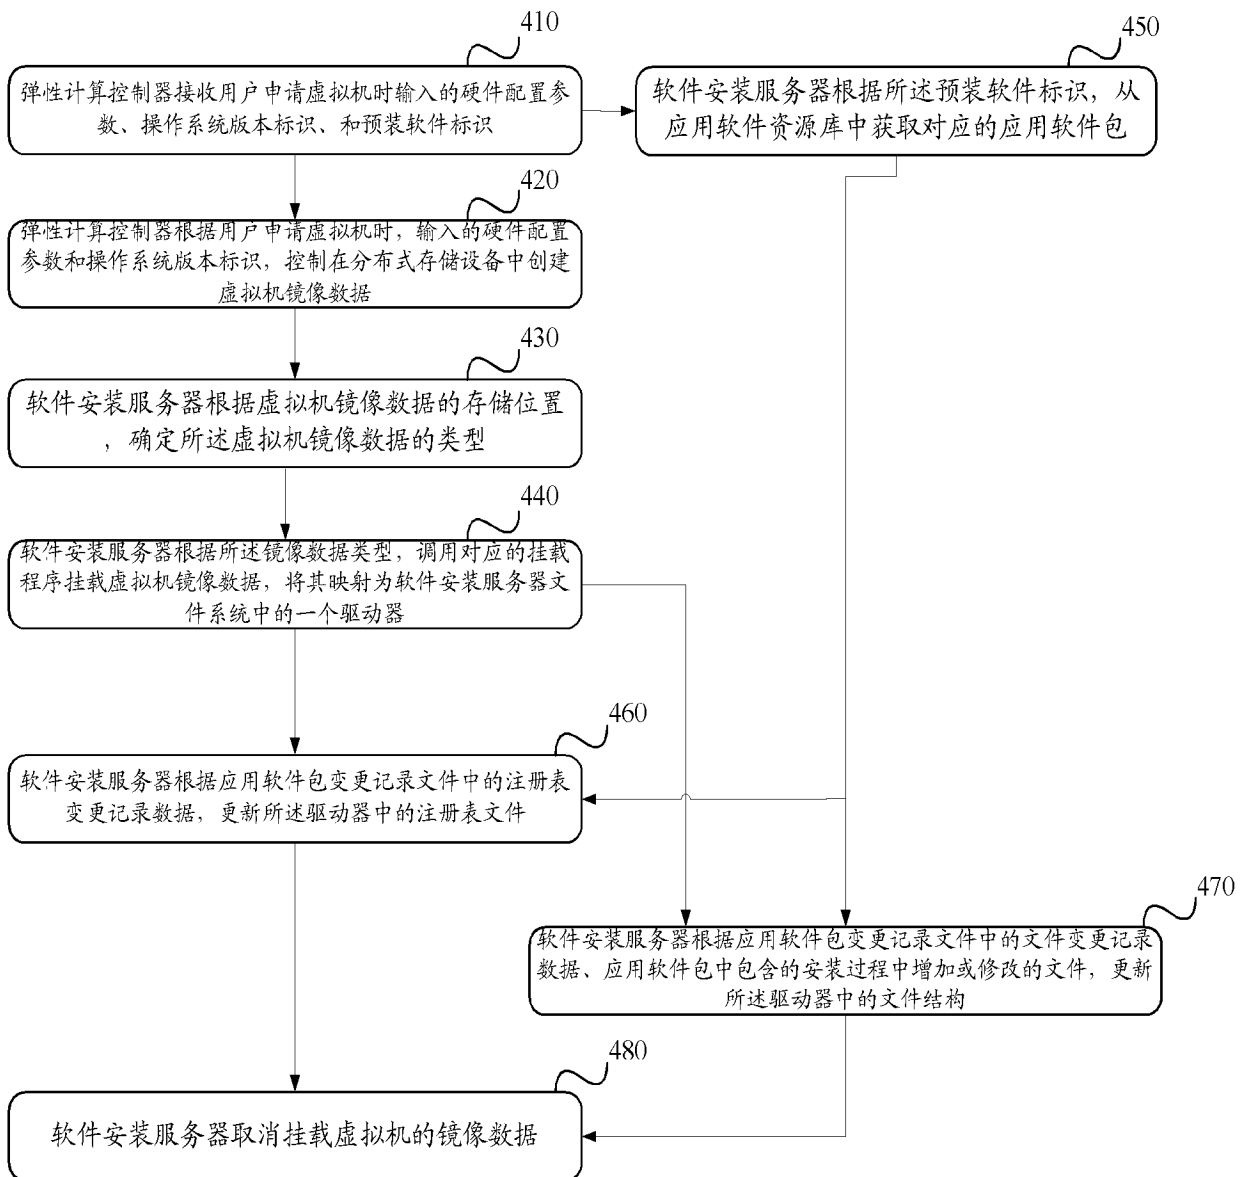 410
弹性计算控制器接收用户申请虚拟机时输入的硬件配置参
数、操作系统版本标识、和预装软件标识
450
软件安装服务器根据所述预装软件标识，从
应用软件资源库中获取对应的应用软件包
420
弹性计算控制器根据用户申请虚拟机时，输入的硬件配置
参数和操作系统版本标识，控制在分布式存储设备中创建
虚拟机镜像数据
430
软件安装服务器根据虚拟机镜像数据的存储位置
，确定所述虚拟机镜像数据的类型
440
软件安装服务器根据所述镜像数据类型，调用对应的挂载
程序挂载虚拟机镜像数据，将其映射为软件安装服务器文
件系统中的一个驱动器
460
软件安装服务器根据应用软件包变更记录文件中的注册表
变更记录数据，更新所述驱动器中的注册表文件
470
软件安装服务器根据应用软件包变更记录文件中的文件变更记录
数据、应用软件包中包含的安装过程中增加或修改的文件，更新
所述驱动器中的文件结构
480
软件安装服务器取消挂载虚拟机的镜像数据